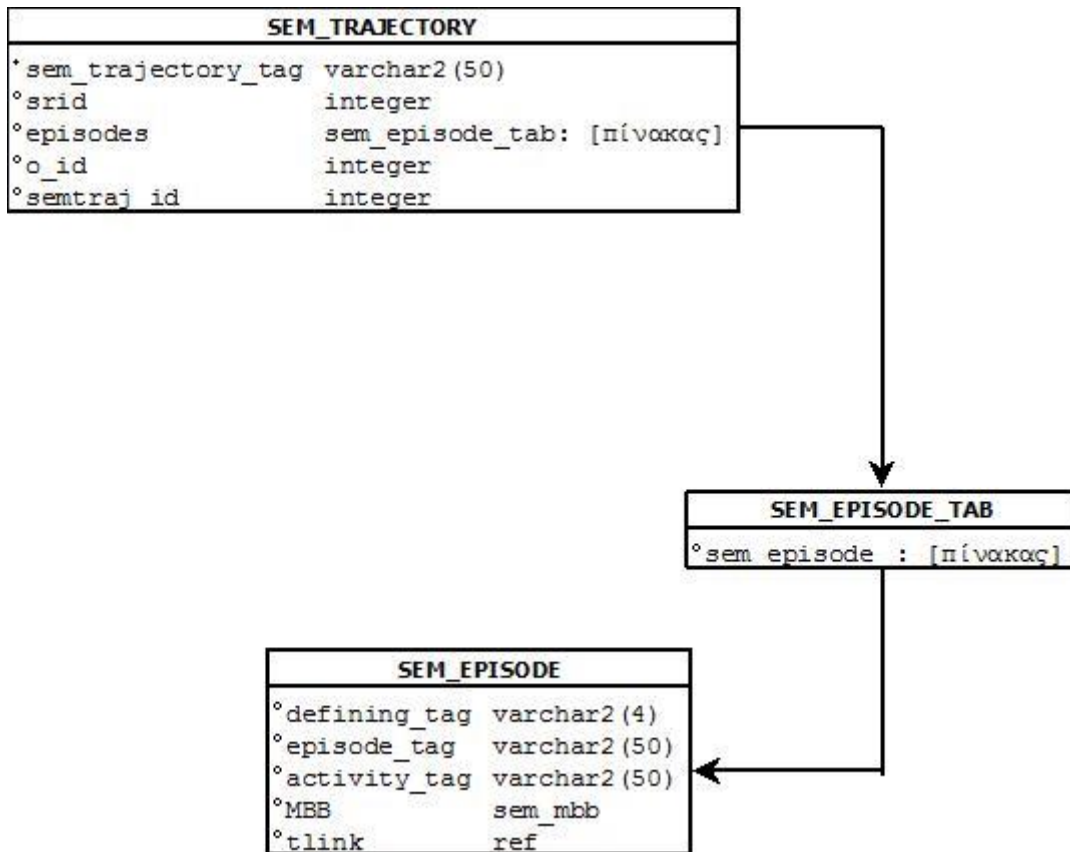 SEM_TRAJECTORY
°sem_trajectory_tag varchar2(50)
°srid integer
°episodes sem_episode_tab: [πίνακας]
°o_id integer
°semtraj_id integer
SEM_EPISODE_TAB
°sem_episode : [πίνακας]
SEM_EPISODE
°defining_tag varchar2(4)
°episode_tag varchar2(50)
°activity_tag varchar2(50)
°MBB sem_mbb
°tlink ref